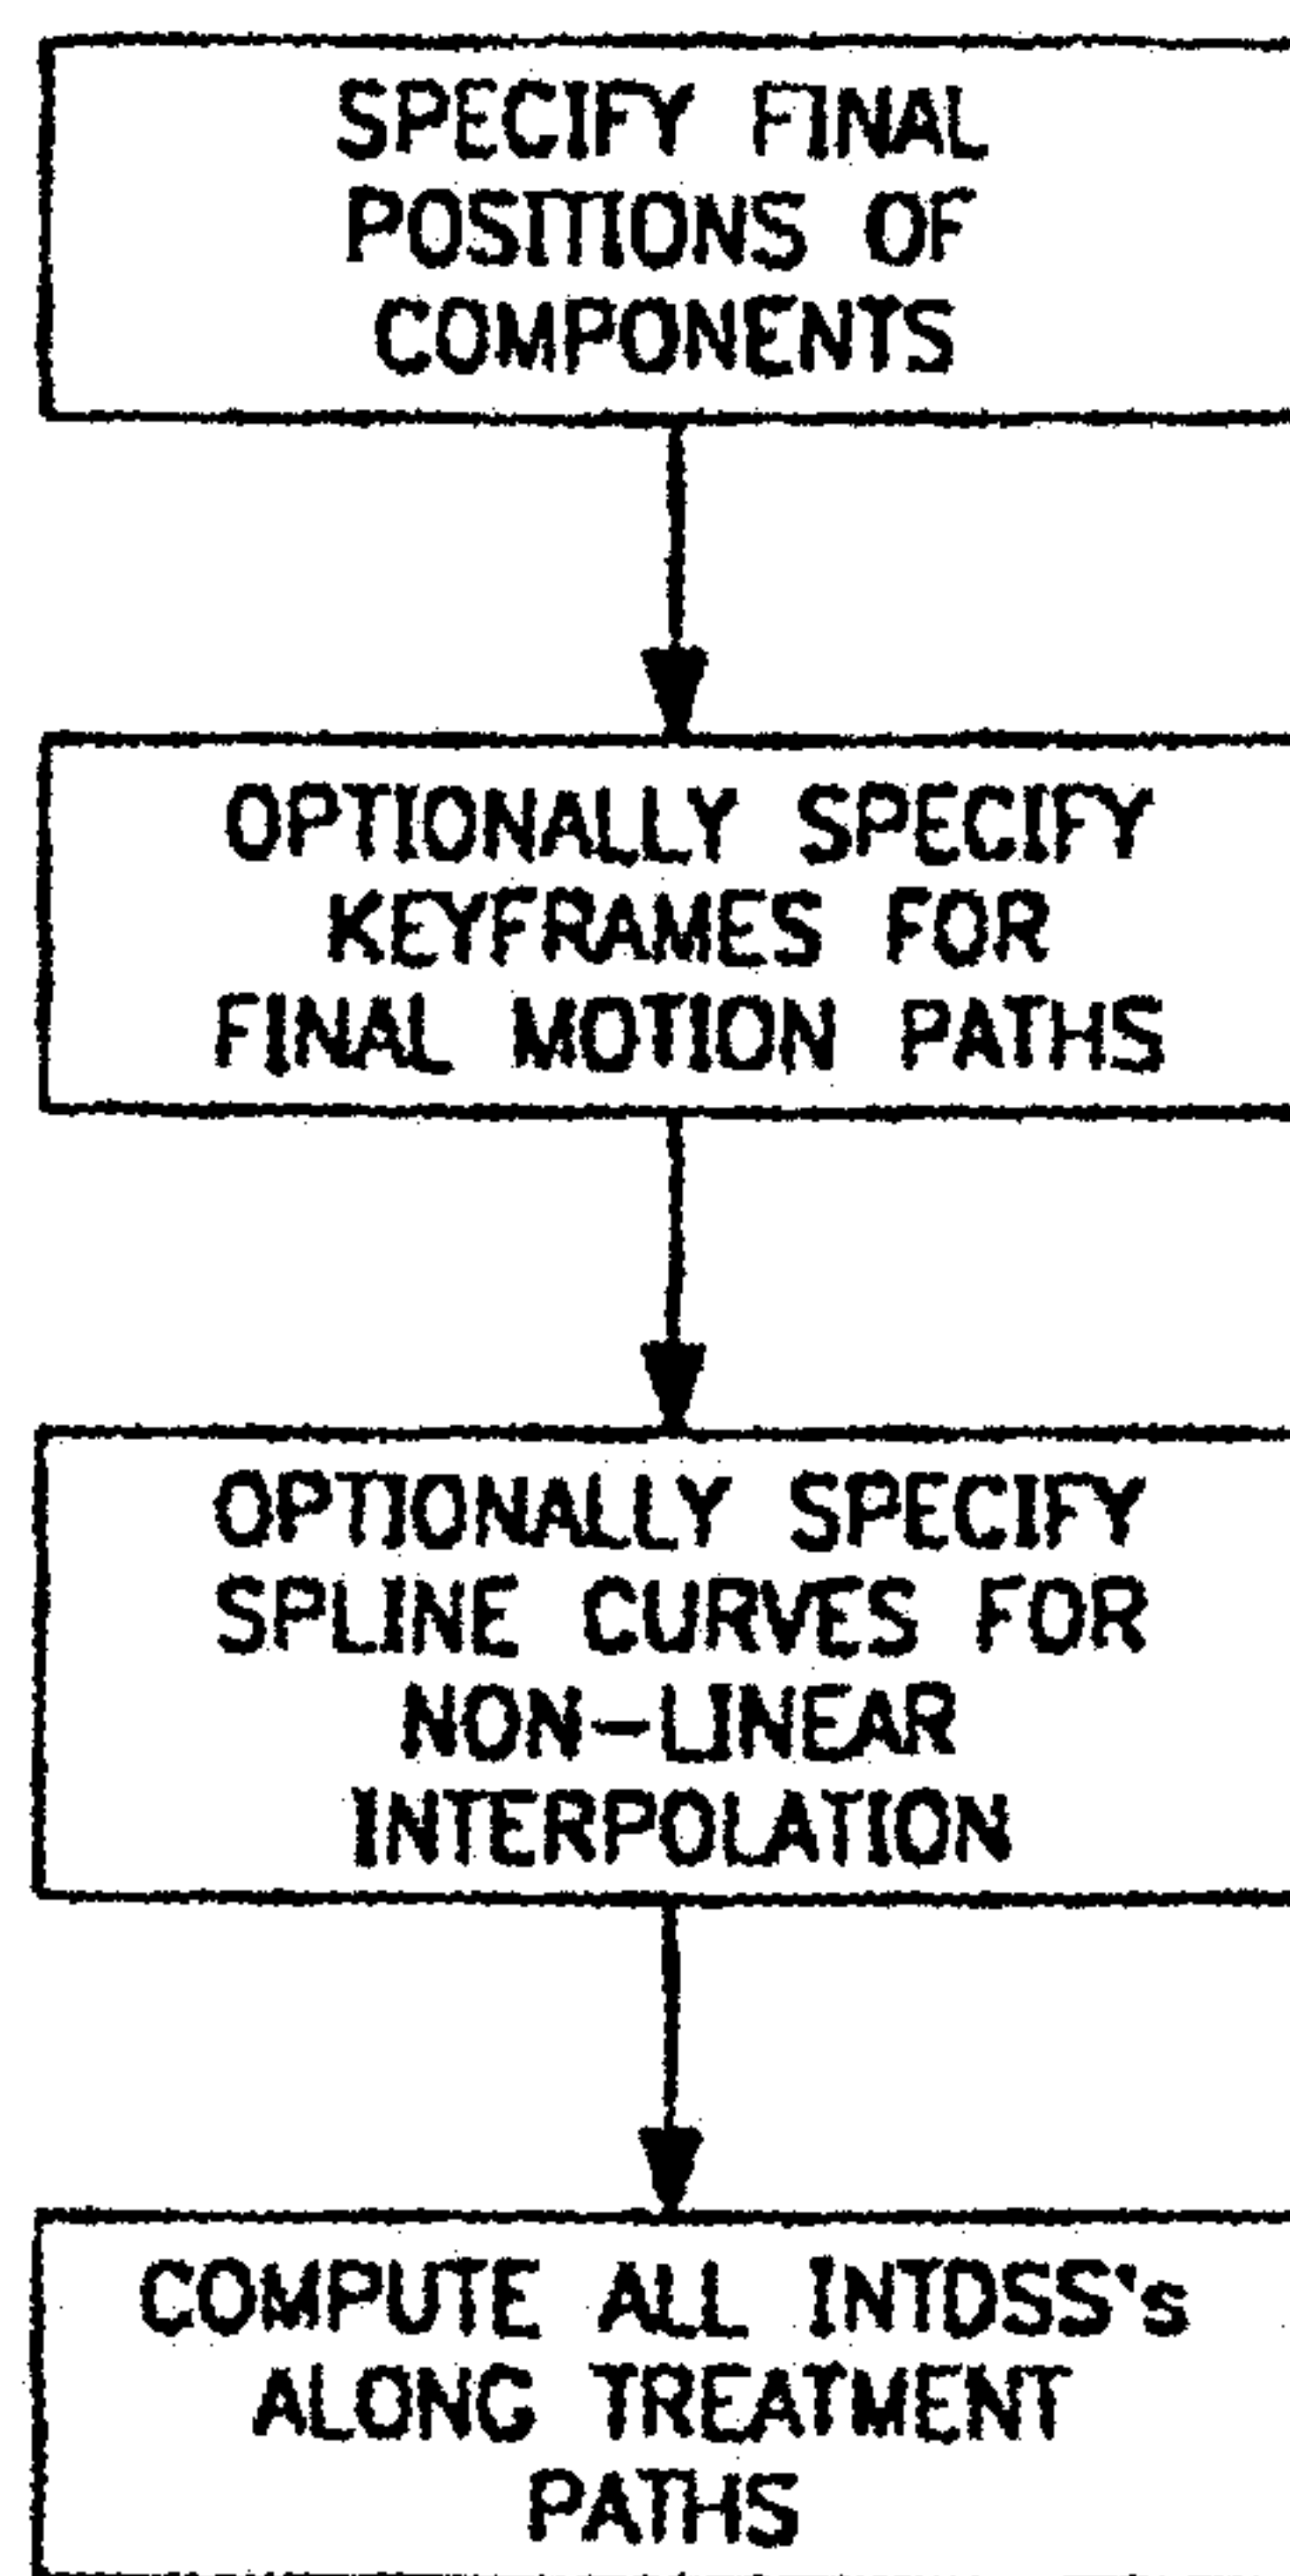 SPECIFY FINAL
POSITIONS OF
COMPONENTS
OPTIONALLY SPECIFY
KEYFRAMES FOR
FINAL MOTION PATHS
OPTIONALLY SPECIFY
SPLINE CURVES FOR
NON-LINEAR
INTERPOLATION
COMPUTE ALL INTDSS's
ALONG TREATMENT
PATHS